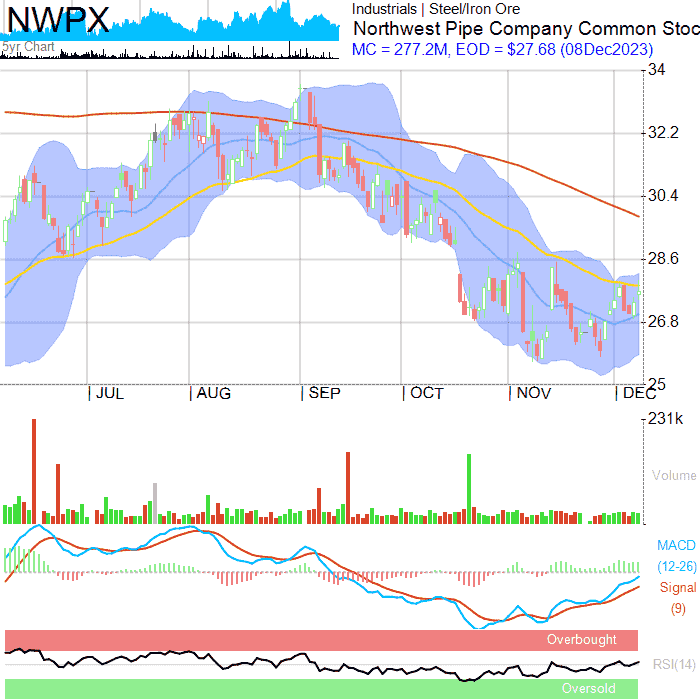 NWPX
5yr Chart
Industrials | Steel/Iron Ore
Northwest Pipe Company Common Stoc
MC = 277.2M, EOD = $27.68 (08Dec2023)
34
32.2
30.4
28.6
26.8
25
JUL
AUG
SEP
OCT
NOV
DEC
231k
Volume
MACD
(12-26)
Signal
(9)
Overbought
RSI(14)
Oversold